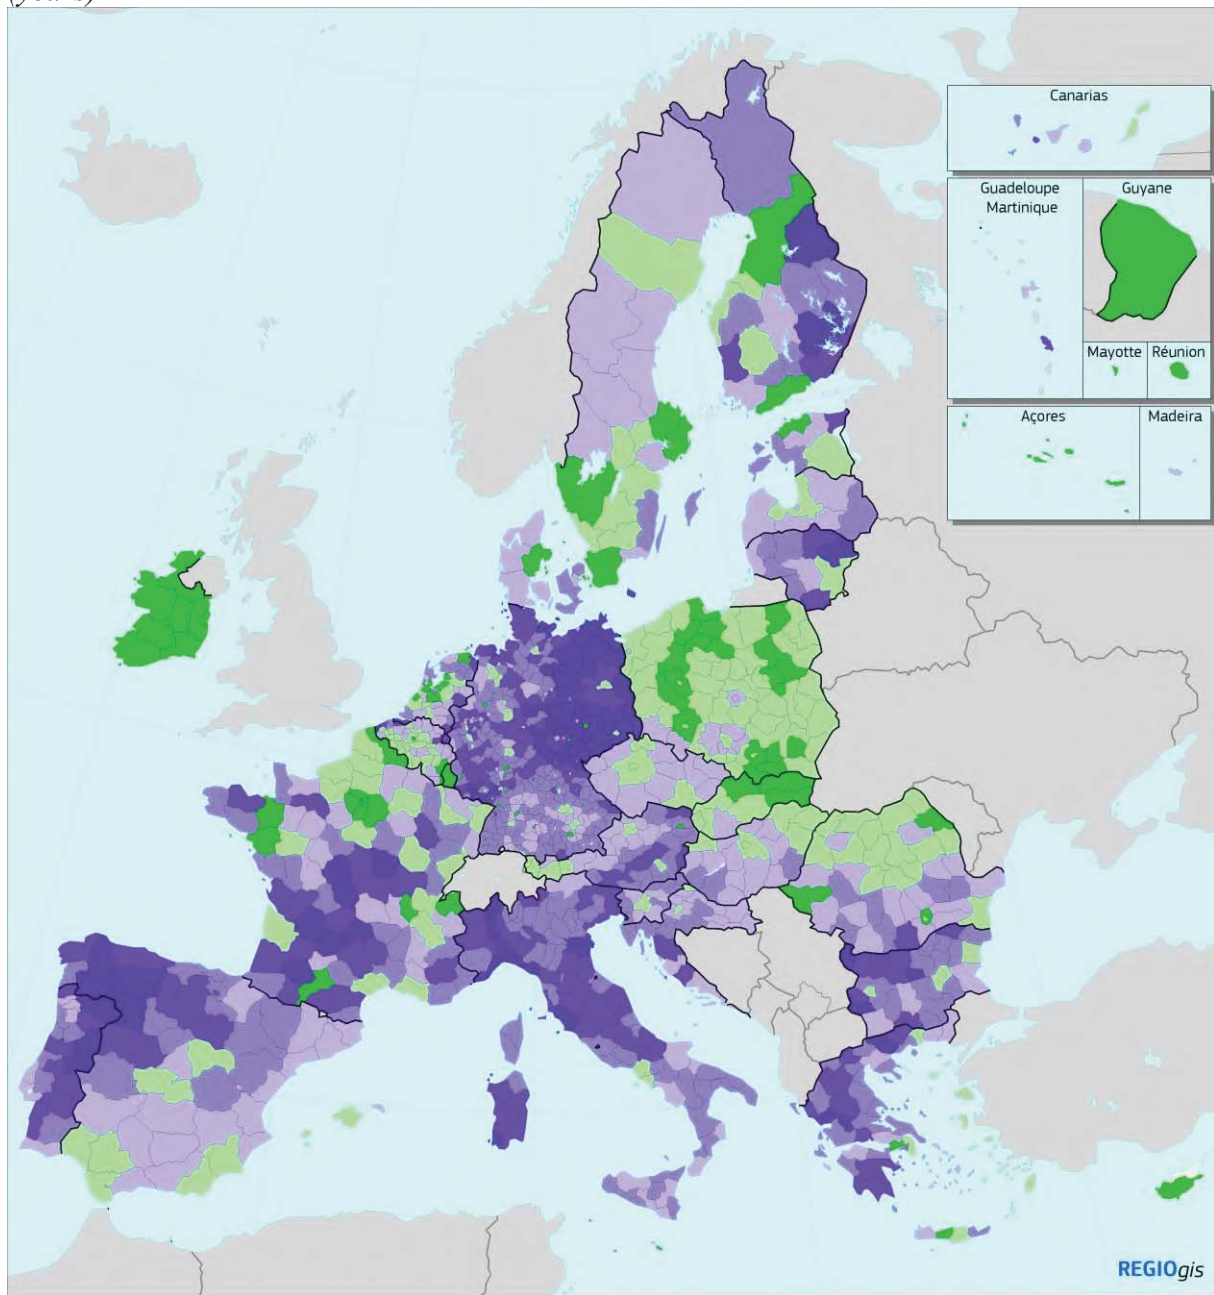 (years)
Canarias
Guadeloupe
Martinique
Guyane
Mayotte
Réunion
Açores
Madeira
REGIOgis